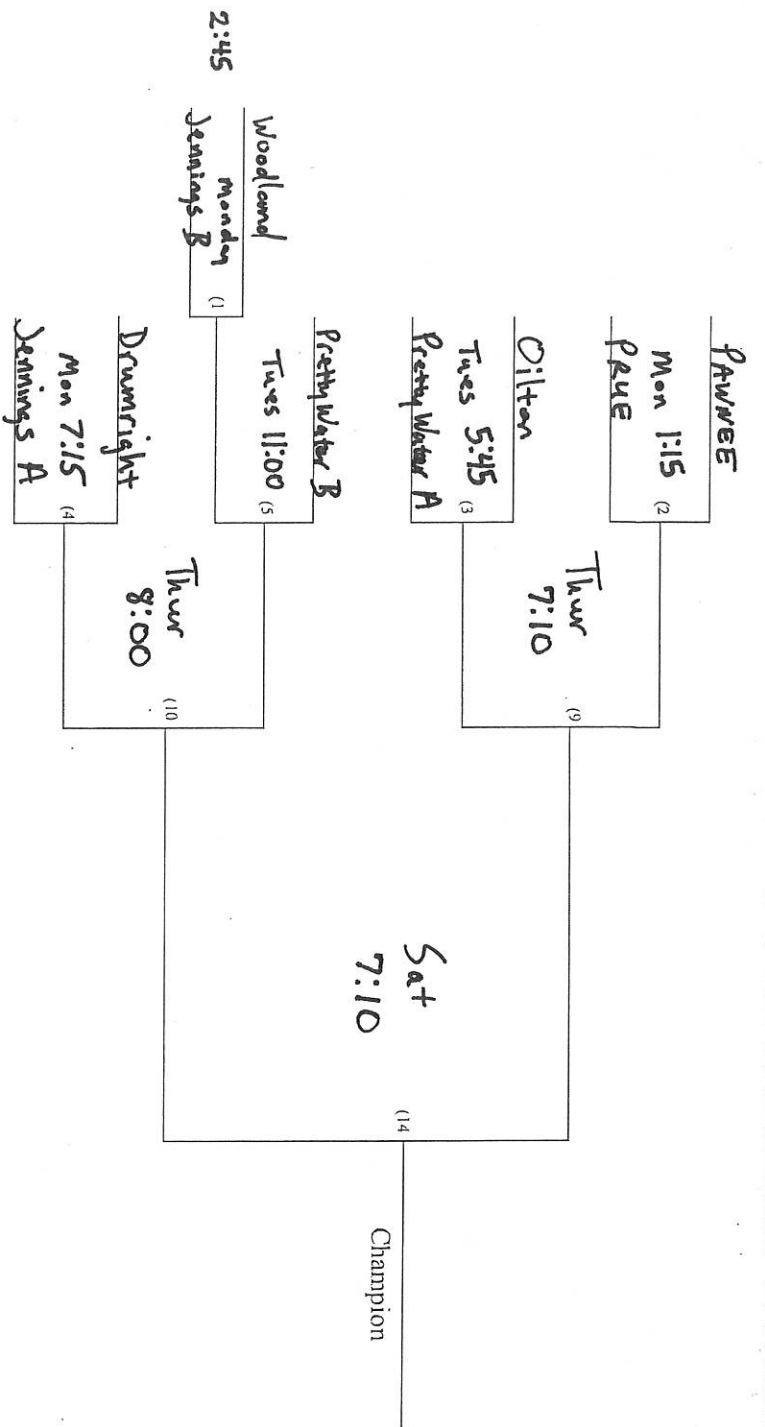 PAWNEE
Mon 1:15
PRUE
(2
Thur
7:10
(9
Oilton
Tues 5:45
Pretty Water A
(3
Sat
7:10
(14
Champion
Pretty Water B
Tues 11:00
(5
Woodland
Monday
Jennings B
(1
2:45
Thur
8:00
(10
Drumright
Mon 7:15
Jennings A
(4